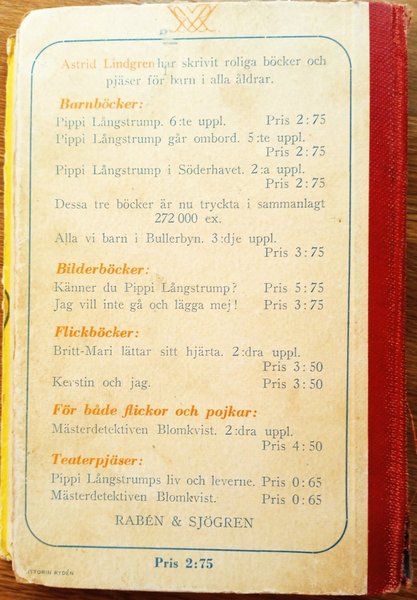 Astrid Lindgren har skrivit roliga böcker och
pjäser för barn i alla åldrar.
Barnböcker:
Pippi Långstrump. 6:te uppl. Pris 2:75
Pippi Långstrump går ombord. 5:te uppl.
Pris 2:75
Pippi Långstrump i Söderhavet. 2:a uppl.
Pris 2:75
Dessa tre böcker är nu tryckta i sammanlagt
272 000 ex.
Alla vi barn i Bullerbyn. 3:dje uppl.
Pris 3:75
Bilderböcker:
Känner du Pippi Långstrump? Pris 5:75
Jag vill inte gå och lägga mej! Pris 3:75
Flickböcker:
Britt-Mari lättar sitt hjärta. 2:dra uppl.
Pris 3:50
Kerstin och jag. Pris 3:50
För både flickor och pojkar:
Mästerdetektiven Blomkvist. 2:dra uppl.
Pris 4:50
Teaterpjäser:
Pippi Långstrumps liv och leverne. Pris 0:65
Mästerdetektiven Blomkvist. Pris 0:65
RABÉN & SJÖGREN
Pris 2:75
RYDÉN